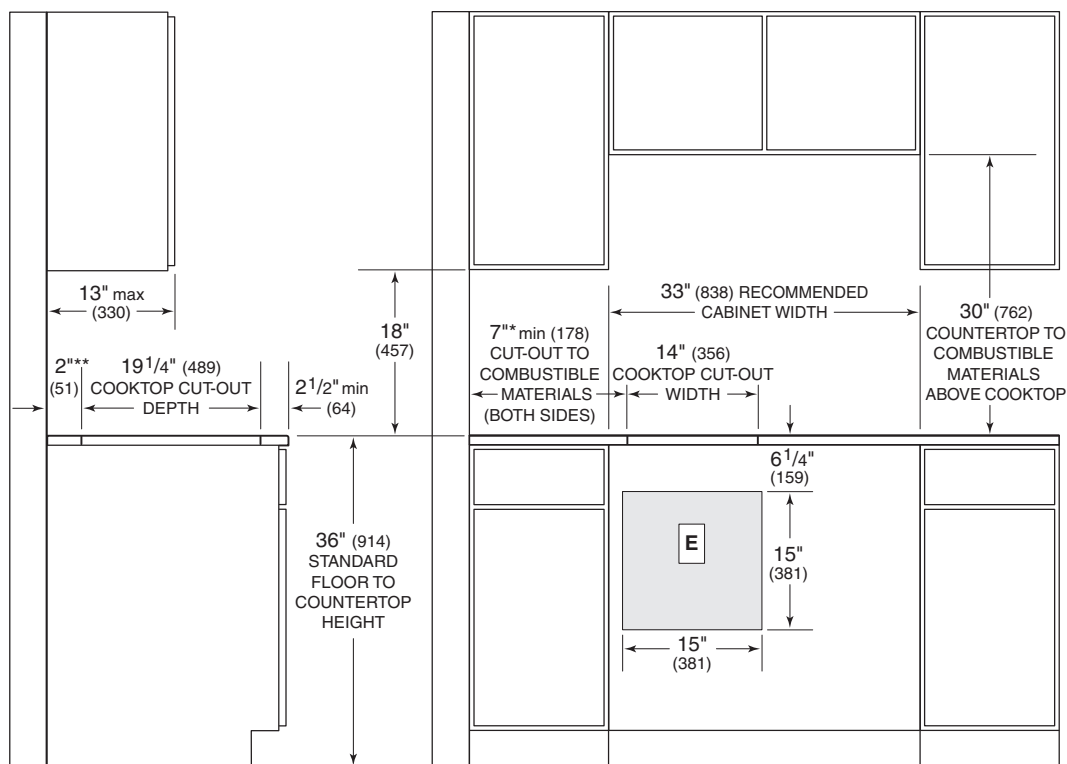 13" max
(330)
2"**
(51)
19 1/4" (489)
COOKTOP CUT-OUT
DEPTH
2 1/2" min
(64)
18"
(457)
36" (914)
STANDARD
FLOOR TO
COUNTERTOP
HEIGHT
7"* min (178)
CUT-OUT TO
COMBUSTIBLE
MATERIALS
(BOTH SIDES)
33" (838) RECOMMENDED
CABINET WIDTH
14" (356)
COOKTOP CUT-OUT
WIDTH
30" (762)
COUNTERTOP TO
COMBUSTIBLE
MATERIALS
ABOVE COOKTOP
6 1/4"
(159)
E
15"
(381)
15"
(381)